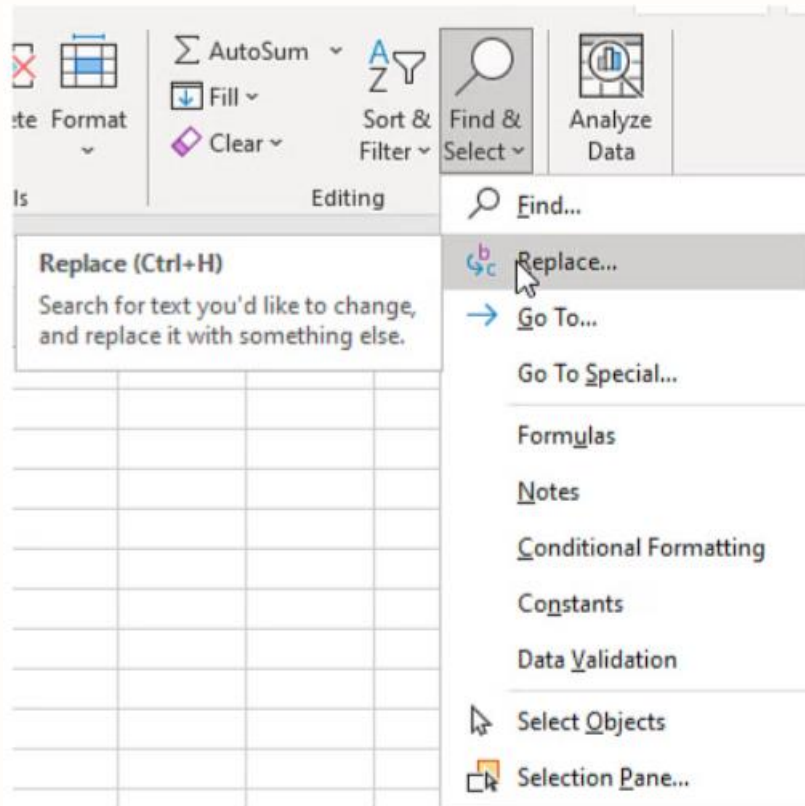 AutoSum
Fill
Clear
Format
Sort &
Filter
Find &
Select
Analyze
Data
Editing
Replace (Ctrl+H)
Search for text you'd like to change,
and replace it with something else.
Find...
Replace...
Go To...
Go To Special...
Formulas
Notes
Conditional Formatting
Constants
Data Validation
Select Objects
Selection Pane...